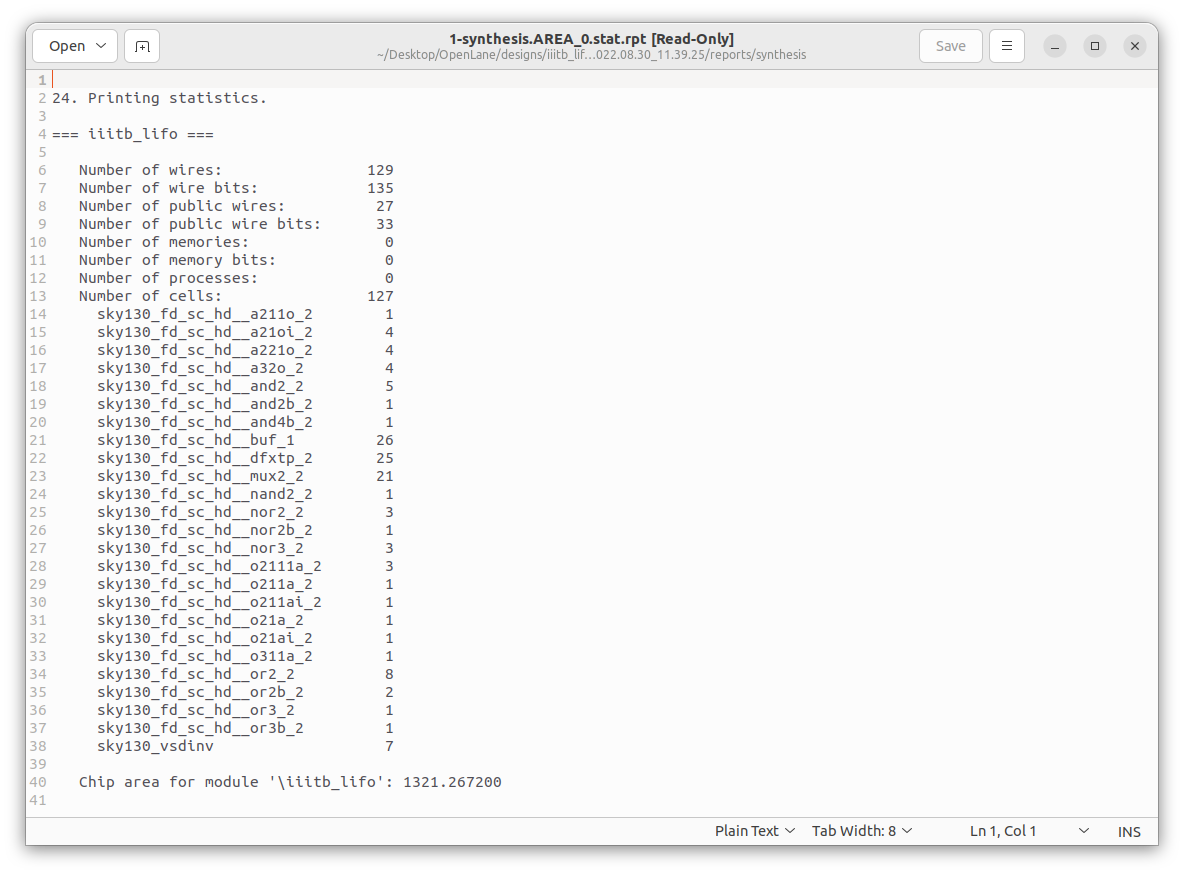 Open
1-synthesis.AREA_0.stat.rpt [Read-Only]
~/Desktop/OpenLane/designs/iiitb_lif…022.08.30_11.39.25/reports/synthesis
Save
1
2 24. Printing statistics.
3
4 === iiitb_lifo ===
5
6    Number of wires:                129
7    Number of wire bits:            135
8    Number of public wires:          27
9    Number of public wire bits:      33
10    Number of memories:               0
11    Number of memory bits:            0
12    Number of processes:              0
13    Number of cells:                127
14      sky130_fd_sc_hd__a211o_2        1
15      sky130_fd_sc_hd__a21oi_2        4
16      sky130_fd_sc_hd__a221o_2        4
17      sky130_fd_sc_hd__a32o_2         4
18      sky130_fd_sc_hd__and2_2         5
19      sky130_fd_sc_hd__and2b_2        1
20      sky130_fd_sc_hd__and4b_2        1
21      sky130_fd_sc_hd__buf_1         26
22      sky130_fd_sc_hd__dfxtp_2       25
23      sky130_fd_sc_hd__mux2_2        21
24      sky130_fd_sc_hd__nand2_2        1
25      sky130_fd_sc_hd__nor2_2         3
26      sky130_fd_sc_hd__nor2b_2        1
27      sky130_fd_sc_hd__nor3_2         3
28      sky130_fd_sc_hd__o2111a_2       3
29      sky130_fd_sc_hd__o211a_2        1
30      sky130_fd_sc_hd__o211ai_2       1
31      sky130_fd_sc_hd__o21a_2         1
32      sky130_fd_sc_hd__o21ai_2        1
33      sky130_fd_sc_hd__o311a_2        1
34      sky130_fd_sc_hd__or2_2          8
35      sky130_fd_sc_hd__or2b_2         2
36      sky130_fd_sc_hd__or3_2          1
37      sky130_fd_sc_hd__or3b_2         1
38      sky130_vsdinv                   7
39
40    Chip area for module '\iiitb_lifo': 1321.267200
41
Plain Text Tab Width: 8 Ln 1, Col 1 INS